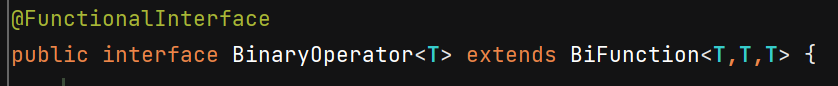 @FunctionalInterface
public interface BinaryOperator<T> extends BiFunction<T,T,T> {